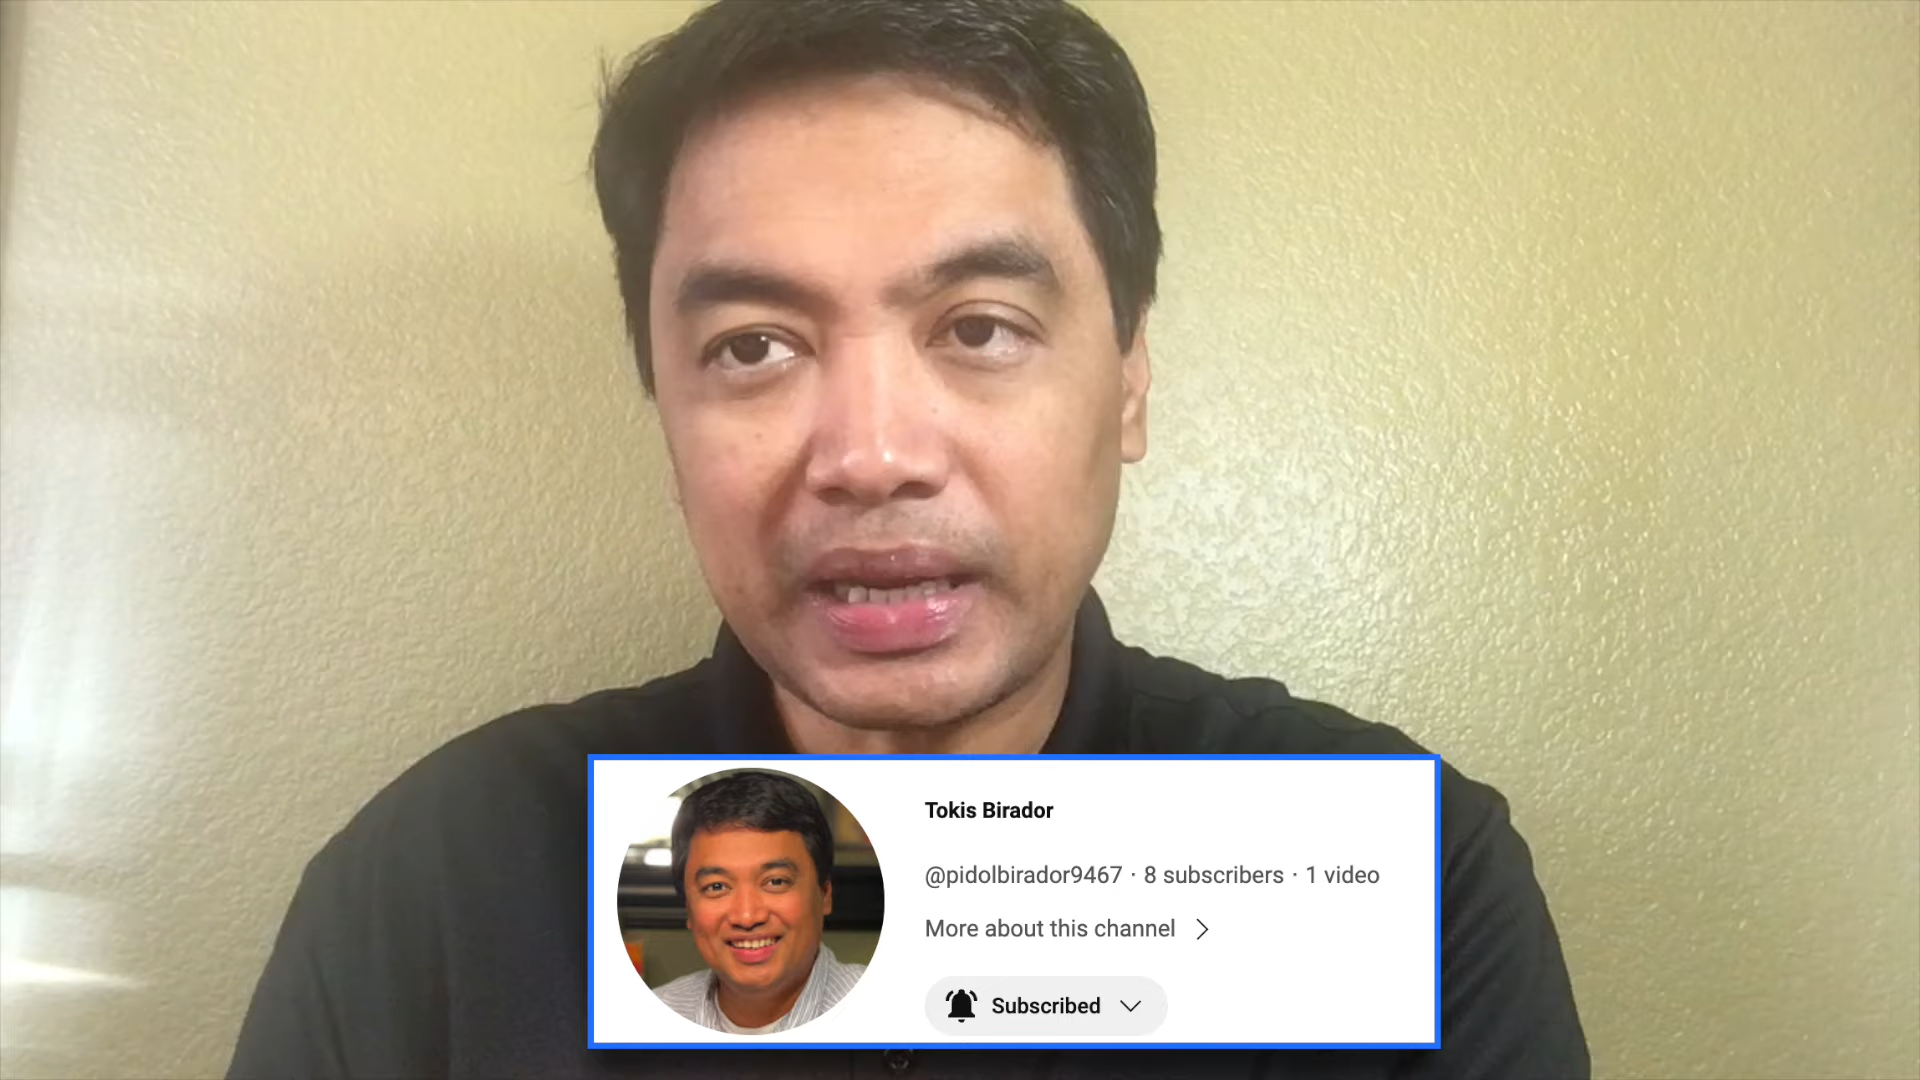 Tokis Birador
@pidolbirador9467 · 8 subscribers · 1 video
More about this channel
Subscribed